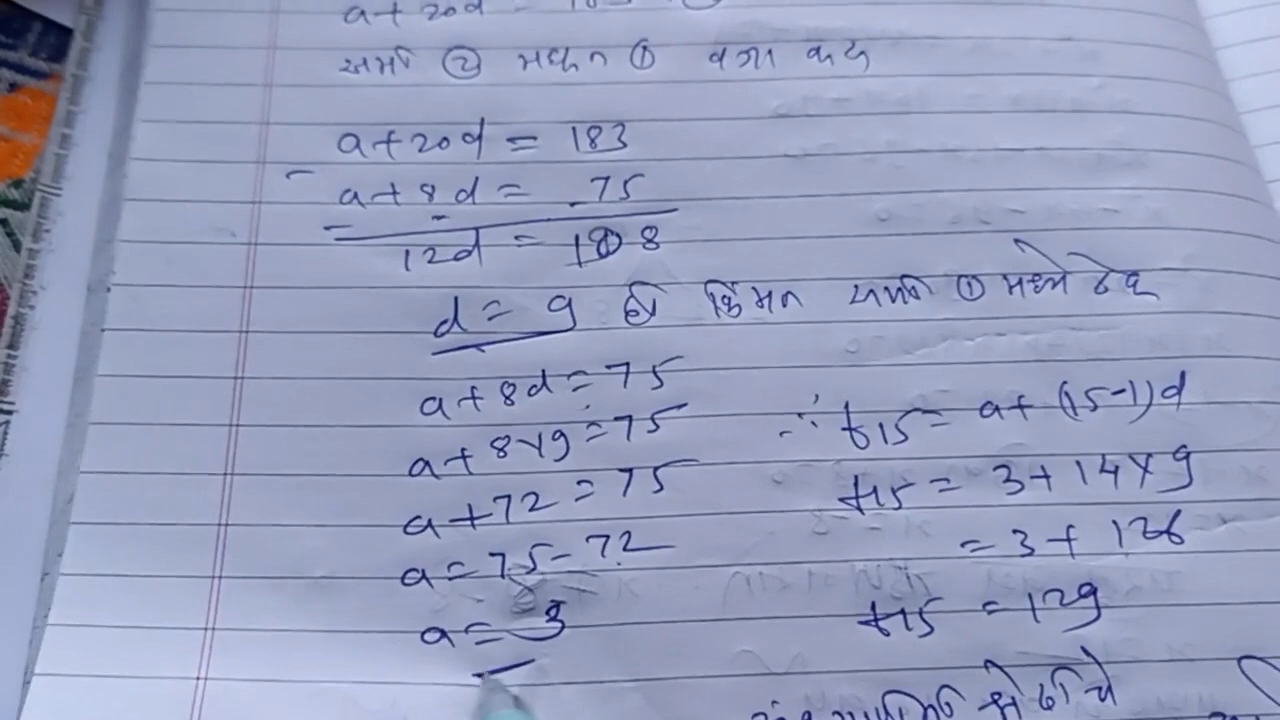 a + 20d = 183
समी ② मधून ① वजा करू
a + 20d = 183
- a + 8d = 75
12d = 108
d = 9 ही किंमत समी ① मध्ये ठेवू
a + 8d = 75
a + 8×9 = 75
a + 72 = 75
a = 75 - 72
a = 3
∴ t15 = a + (15-1)d
t15 = 3 + 14 × 9
= 3 + 126
t15 = 129